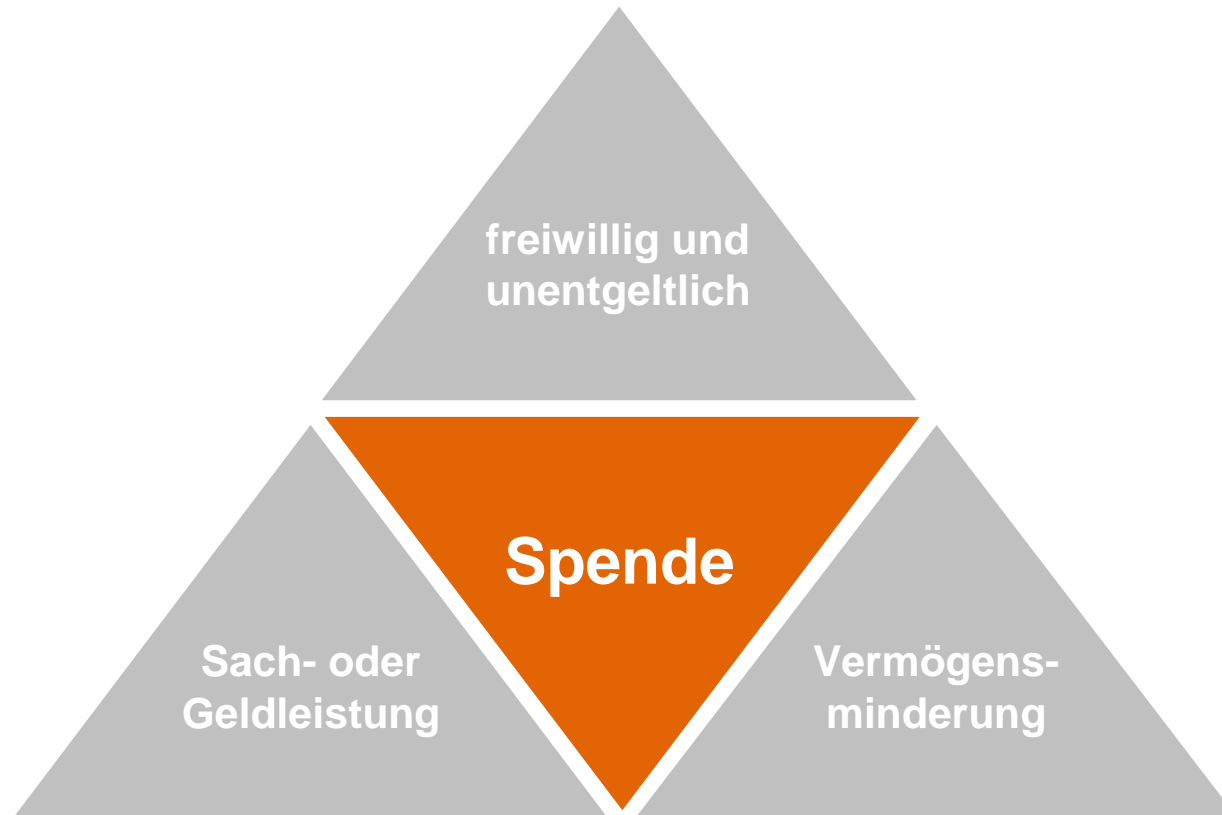 freiwillig und
unentgeltlich
Spende
Sach- oder
Geldleistung
Vermögens-
minderung